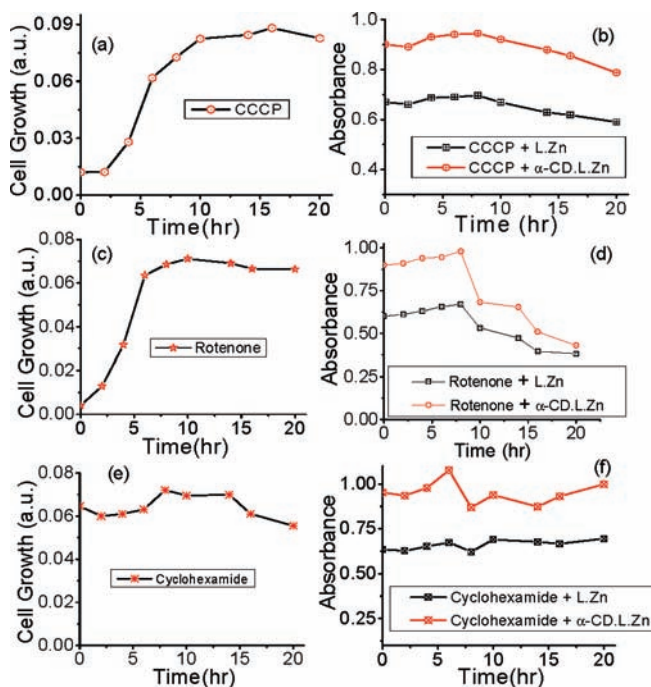 (a)
Cell Growth (a.u.)
0.09
0.06
0.03
0.00
CCCP
0 5 10 15 20
Time(hr)
(b)
Absorbance
1.0
0.8
0.6
0.4
CCCP + L.Zn
CCCP + α-CD.L.Zn
0 5 10 15 20
Time (hr)
(c)
Cell Growth (a.u.)
0.08
0.06
0.04
0.02
0.00
Rotenone
0 5 10 15 20
Time(hr)
(d)
Absorbance
1.00
0.75
0.50
0.25
0.00
Rotenone + L.Zn
Rotenone + α-CD.L.Zn
0 5 10 15 20
Time (hr)
(e)
Cell Growth (a.u.)
0.08
0.06
0.04
0.02
0.00
Cyclohexamide
0 5 10 15 20
Time(hr)
(f)
Absorbance
1.00
0.75
0.50
0.25
Cyclohexamide + L.Zn
Cyclohexamide + α-CD.L.Zn
0 5 10 15 20
Time(hr)